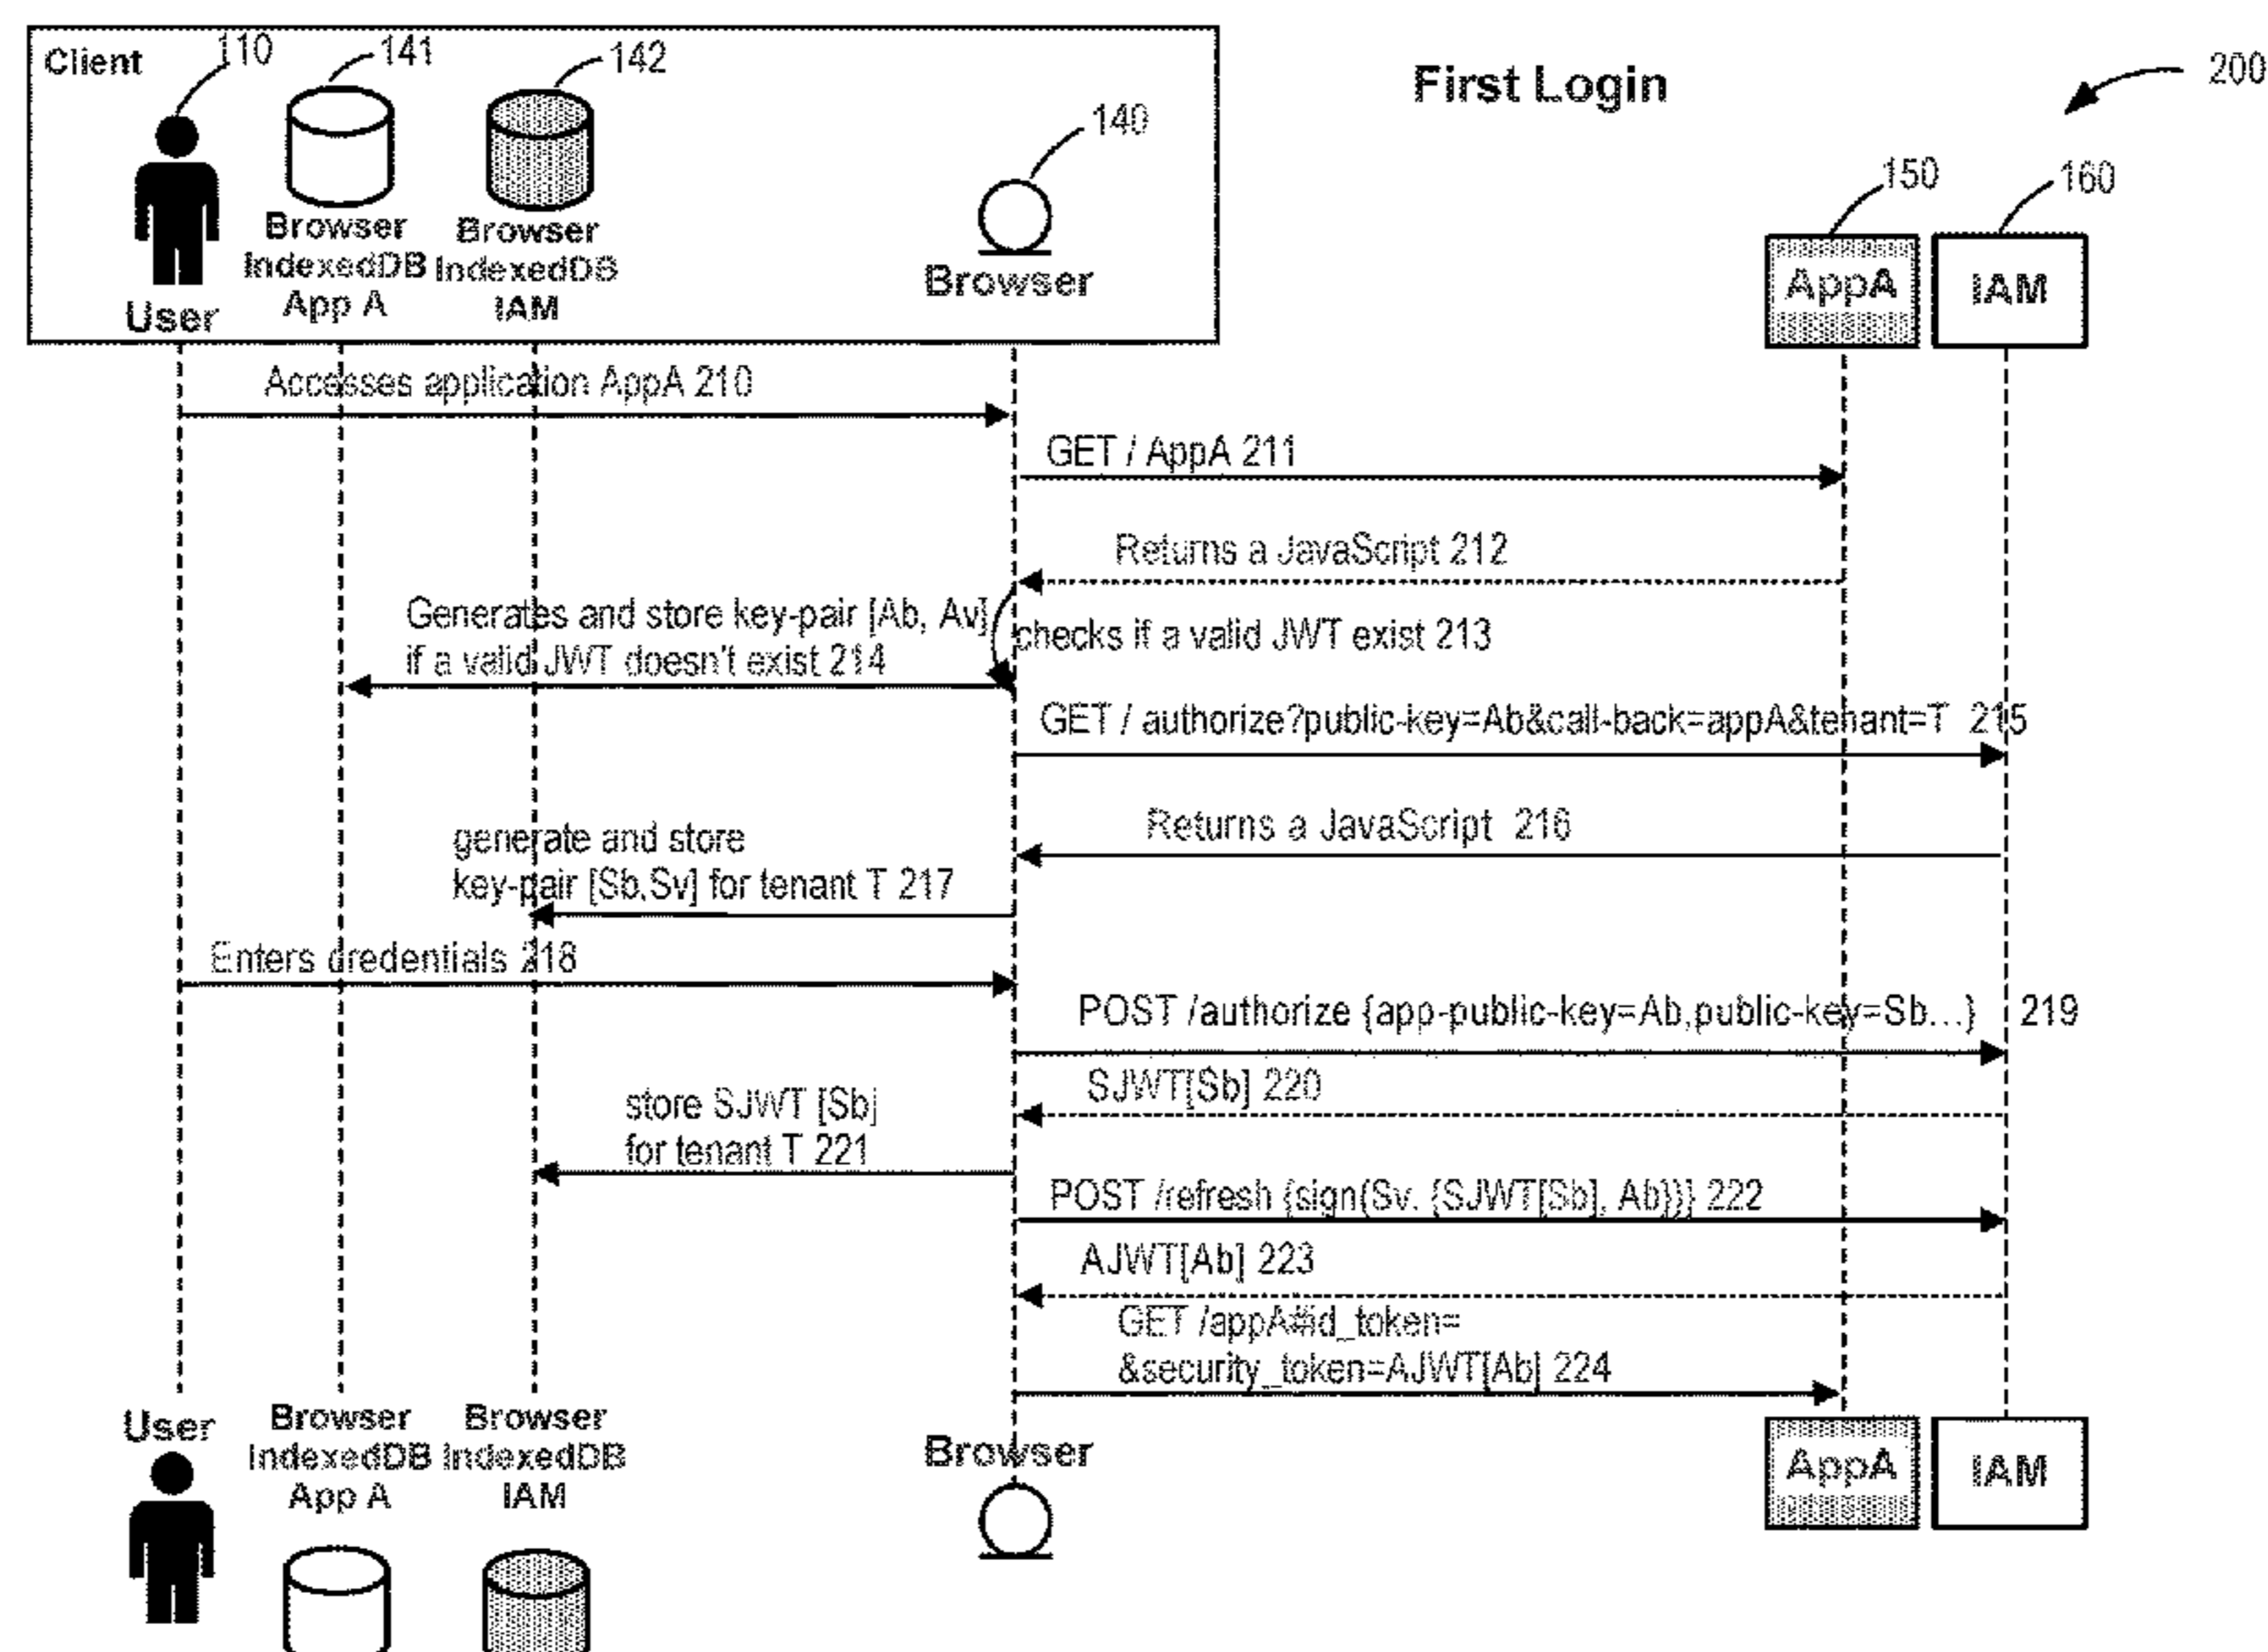 Client
110
141
142
140
First Login
200
150
160
Browser
IndexedDB
App A
Browser
IndexedDB
IAM
User
Browser
AppA
IAM
Accesses application AppA 210
GET / AppA 211
Returns a JavaScript 212
Generates and store key-pair [Ab, Av]
if a valid JWT doesn't exist 214
checks if a valid JWT exist 213
GET / authorize?public-key=Ab&call-back=appA&tenant=T 215
Returns a JavaScript 216
generate and store
key-pair [Sb,Sv] for tenant T 217
Enters credentials 218
POST /authorize {app-public-key=Ab,public-key=Sb...} 219
SJWT[Sb] 220
store SJWT [Sb]
for tenant T 221
POST /refresh {sign(Sv, {SJWT[Sb], Ab})} 222
AJWT[Ab] 223
GET /appA#id_token=
&security_token=AJWT[Ab] 224
User
Browser
IndexedDB
App A
Browser
IndexedDB
IAM
Browser
AppA
IAM